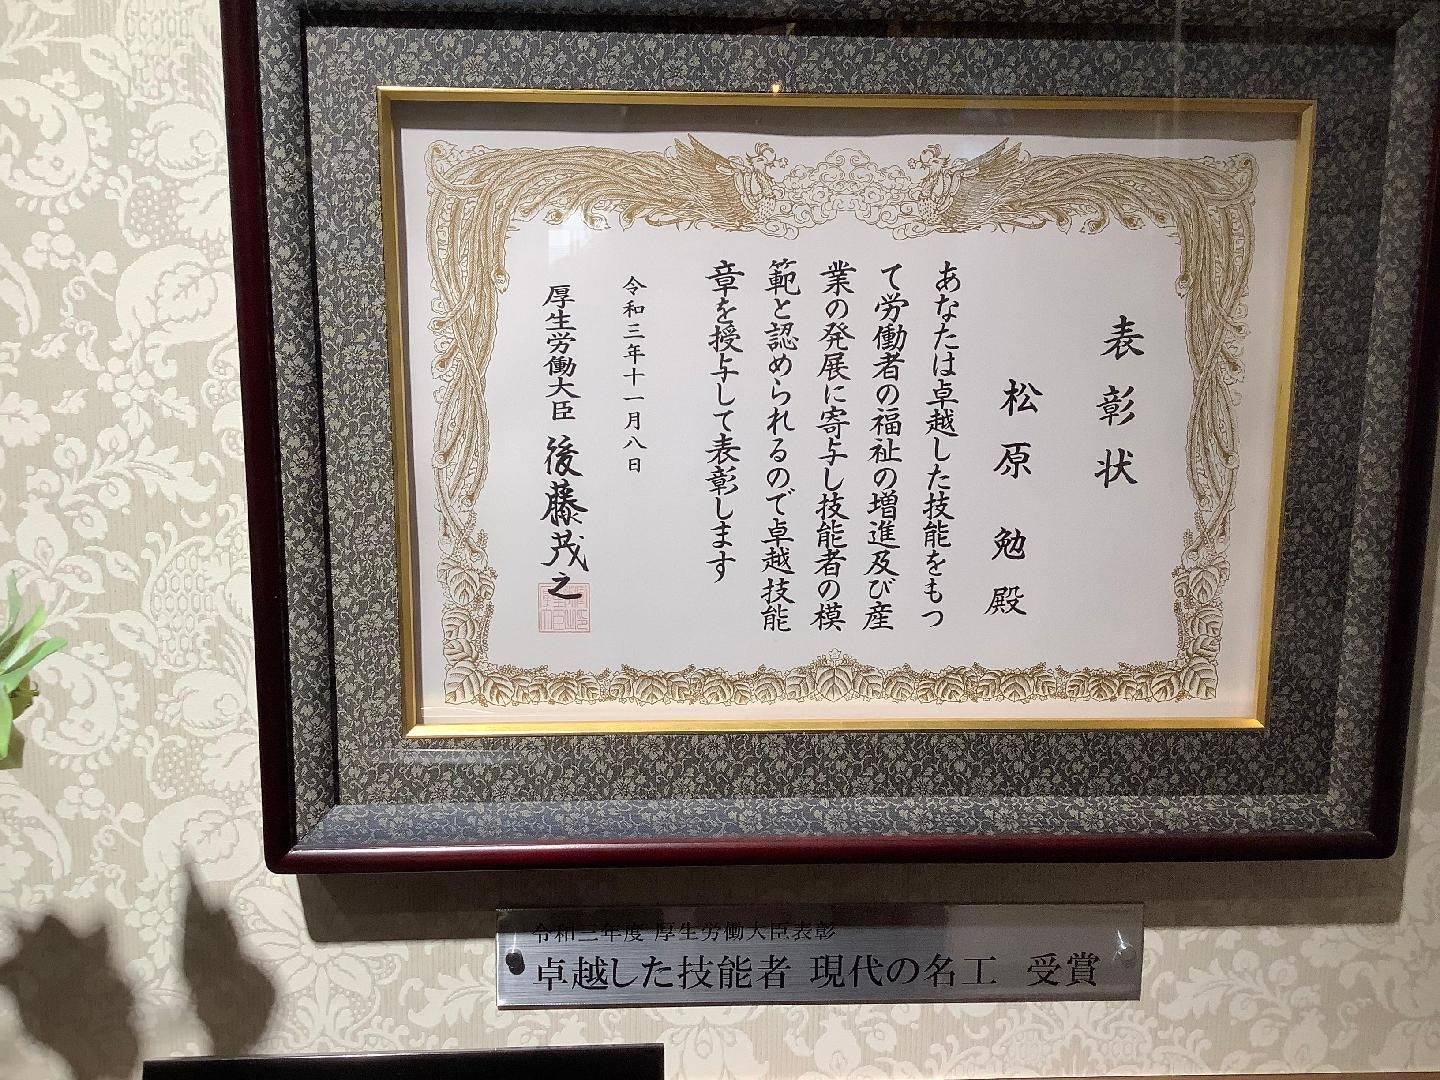 表彰状
松原 勉 殿
あなたは卓越した技能をもつ
て労働者の福祉の増進及び産
業の発展に寄与し技能者の模
範と認められるので卓越技能
章を授与して表彰します
令和三年十一月八日
厚生労働大臣 後藤茂之
令和三年度 厚生労働大臣表彰
卓越した技能者 現代の名工 受賞